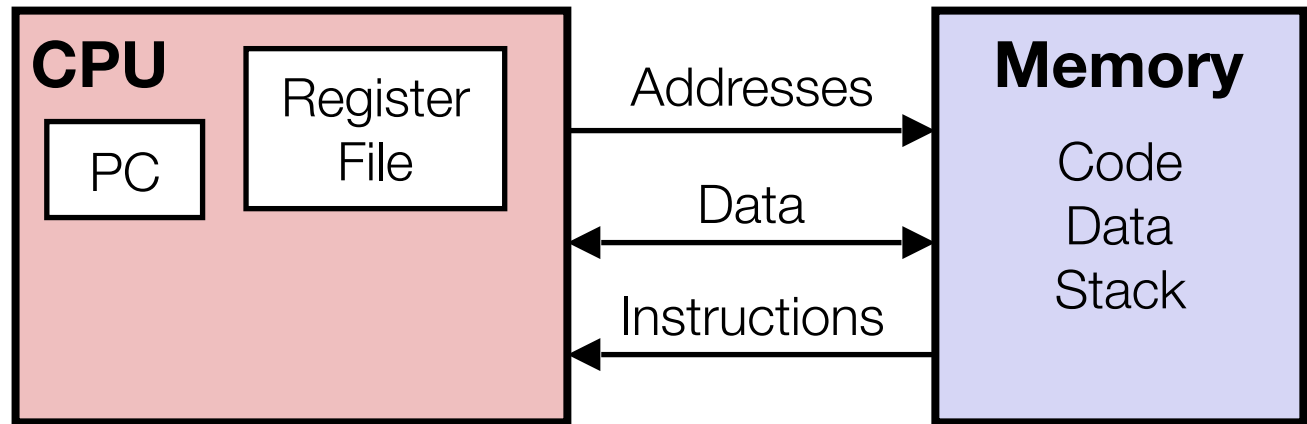 CPU
PC
Register
File
Addresses
Data
Instructions
Memory
Code
Data
Stack